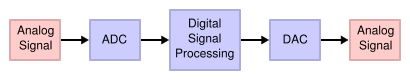 Analog
Signal
ADC
Digital
Signal
Processing
DAC
Analog
Signal